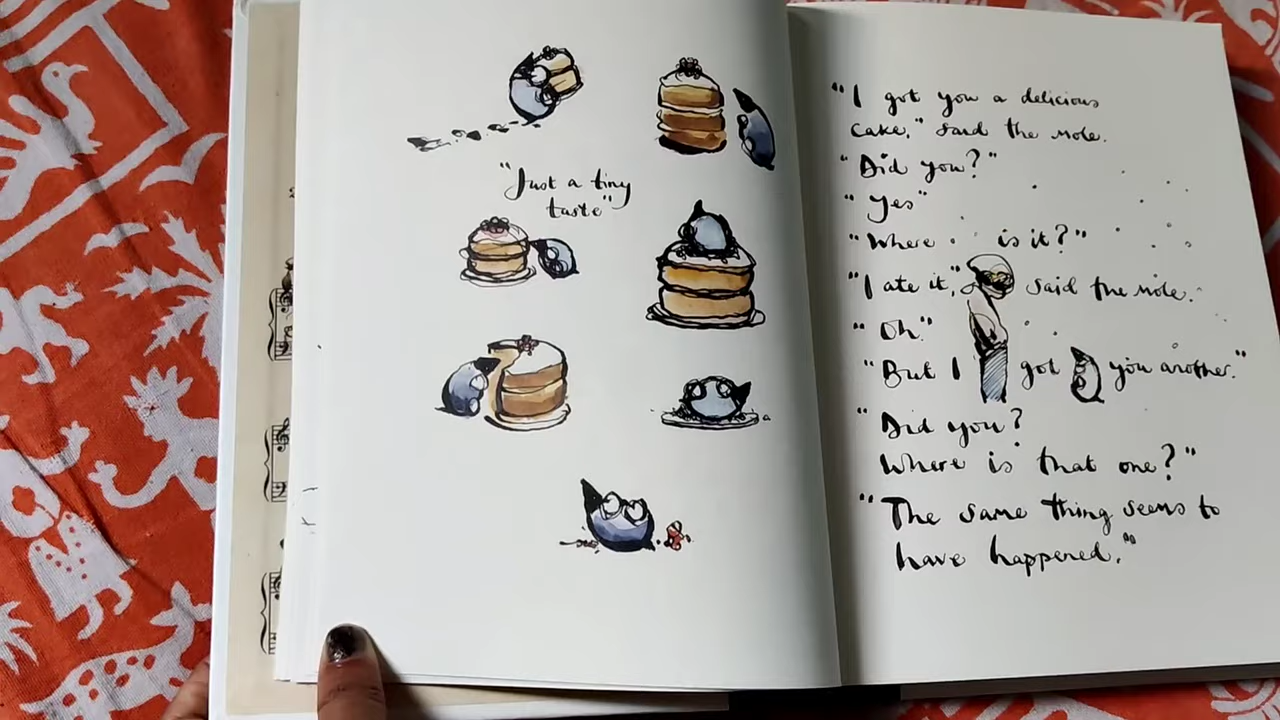 "Just a tiny
taste"
"I got you a delicious
cake," said the mole.
"Did you?"
"Yes"
"Where is it?"
"I ate it," said the mole.
"Oh."
"But I got you another."
"Did you?
Where is that one?"
"The same thing seems to
have happened."